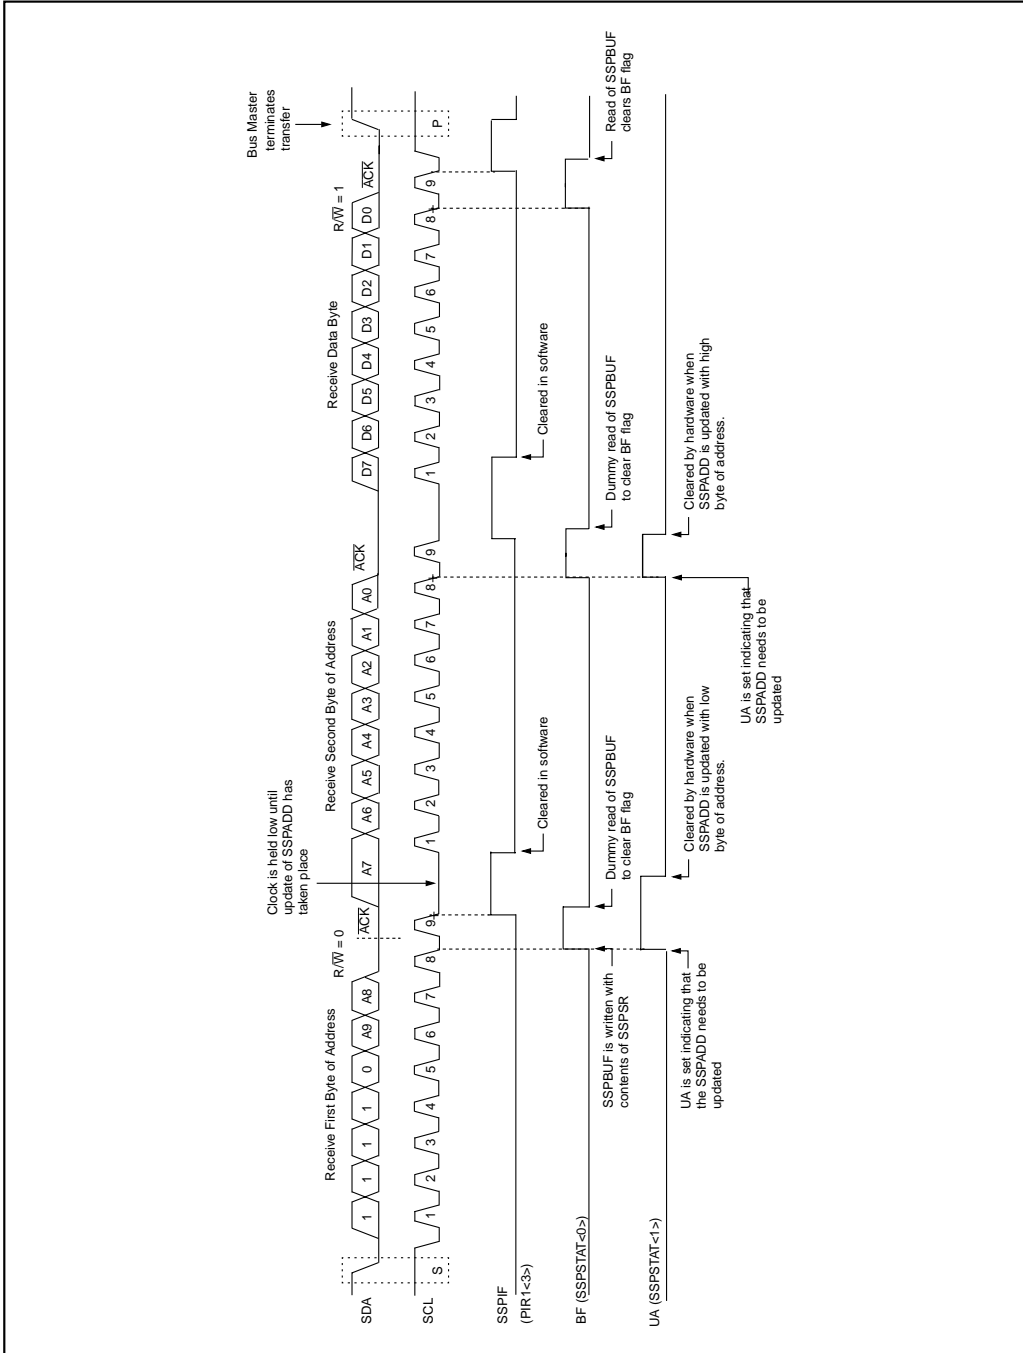 Receive First Byte of Address
R/W = 0
Receive Second Byte of Address
Receive Data Byte
R/W = 1
Bus Master
terminates
transfer
Clock is held low until
update of SSPADD has
taken place
SDA
1 1 1 1 0 A9 A8 ACK A7 A6 A5 A4 A3 A2 A1 A0 ACK D7 D6 D5 D4 D3 D2 D1 D0 ACK
SCL
S 1 2 3 4 5 6 7 8 9 1 2 3 4 5 6 7 8 9 1 2 3 4 5 6 7 8 9 P
SSPIF
(PIR1<3>)
Cleared in software
Cleared in software
BF (SSPSTAT<0>)
SSPBUF is written with
contents of SSPSR
Dummy read of SSPBUF
to clear BF flag
Dummy read of SSPBUF
to clear BF flag
Read of SSPBUF
clears BF flag
UA (SSPSTAT<1>)
UA is set indicating that
the SSPADD needs to be
updated
Cleared by hardware when
SSPADD is updated with low
byte of address.
UA is set indicating that
SSPADD needs to be
updated
Cleared by hardware when
SSPADD is updated with high
byte of address.